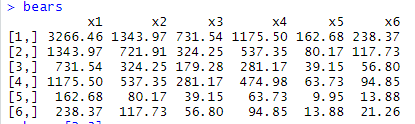 > bears
x1 x2 x3 x4 x5 x6
[1,] 3266.46 1343.97 731.54 1175.50 162.68 238.37
[2,] 1343.97 721.91 324.25 537.35 80.17 117.73
[3,] 731.54 324.25 179.28 281.17 39.15 56.80
[4,] 1175.50 537.35 281.17 474.98 63.73 94.85
[5,] 162.68 80.17 39.15 63.73 9.95 13.88
[6,] 238.37 117.73 56.80 94.85 13.88 21.26